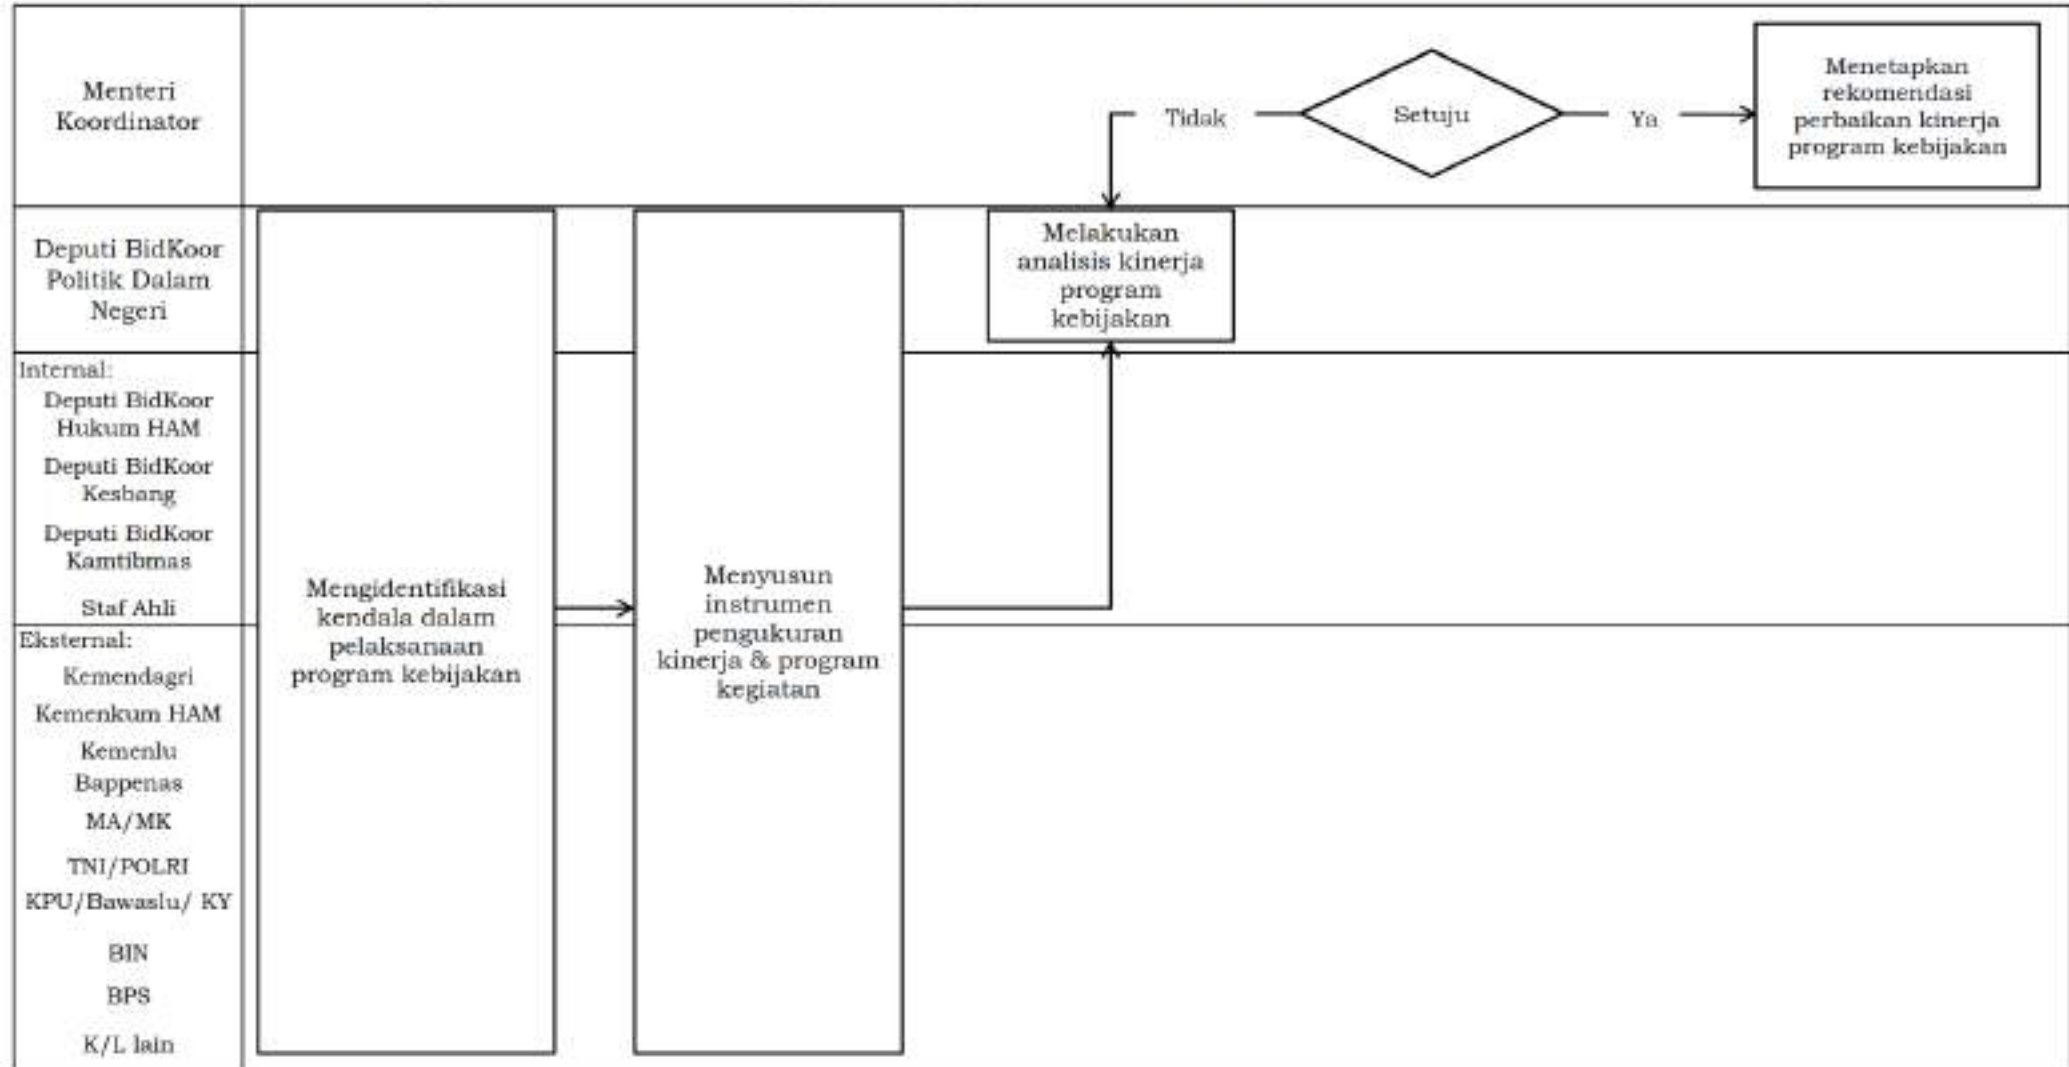 Menteri
Koordinator
Tidak
Setuju
Ya
Menetapkan
rekomendasi
perbaikan kinerja
program kebijakan
Deputi BidKoor
Politik Dalam
Negeri
Melakukan
analisis kinerja
program
kebijakan
Internal:
Deputi BidKoor
Hukum HAM
Deputi BidKoor
Kesbang
Deputi BidKoor
Kamtibmas
Staf Ahli
Mengidentifikasi
kendala dalam
pelaksanaan
program kebijakan
Menyusun
instrumen
pengukuran
kinerja & program
kegiatan
Eksternal:
Kemendagri
Kemenkum HAM
Kemenlu
Bappenas
MA/MK
TNI/POLRI
KPU/Bawaslu/ KY
BIN
BPS
K/L lain